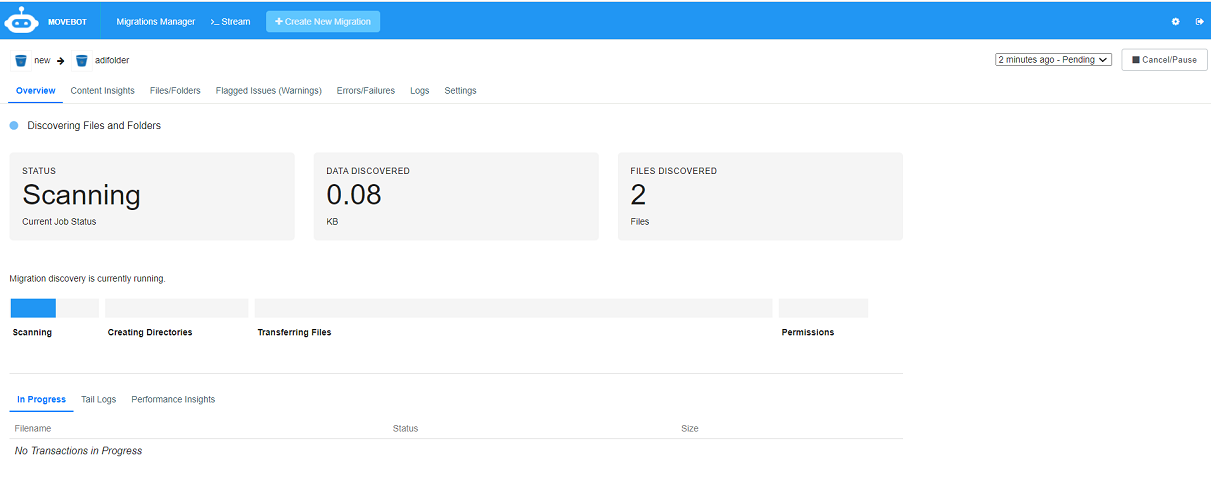 MOVEBOT Migrations Manager >_ Stream + Create New Migration
new → adifolder 2 minutes ago - Pending Cancel/Pause
Overview Content Insights Files/Folders Flagged Issues (Warnings) Errors/Failures Logs Settings
Discovering Files and Folders
STATUS DATA DISCOVERED FILES DISCOVERED
Scanning 0.08 2
Current Job Status KB Files
Migration discovery is currently running.
Scanning Creating Directories Transferring Files Permissions
In Progress Tail Logs Performance Insights
Filename Status Size
No Transactions in Progress